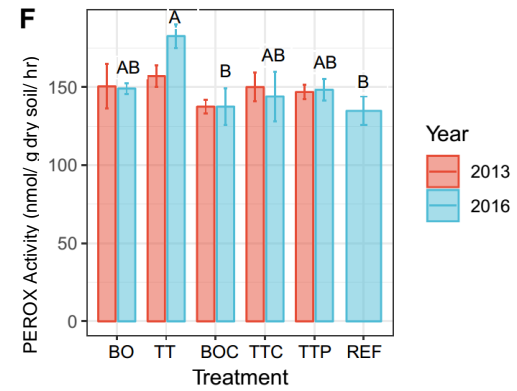 F
A
AB
B
AB
AB
B
150
100
50
0
PEROX Activity (nmol/ g dry soil/ hr)
BO TT BOC TTC TTP REF
Treatment
Year
2013
2016